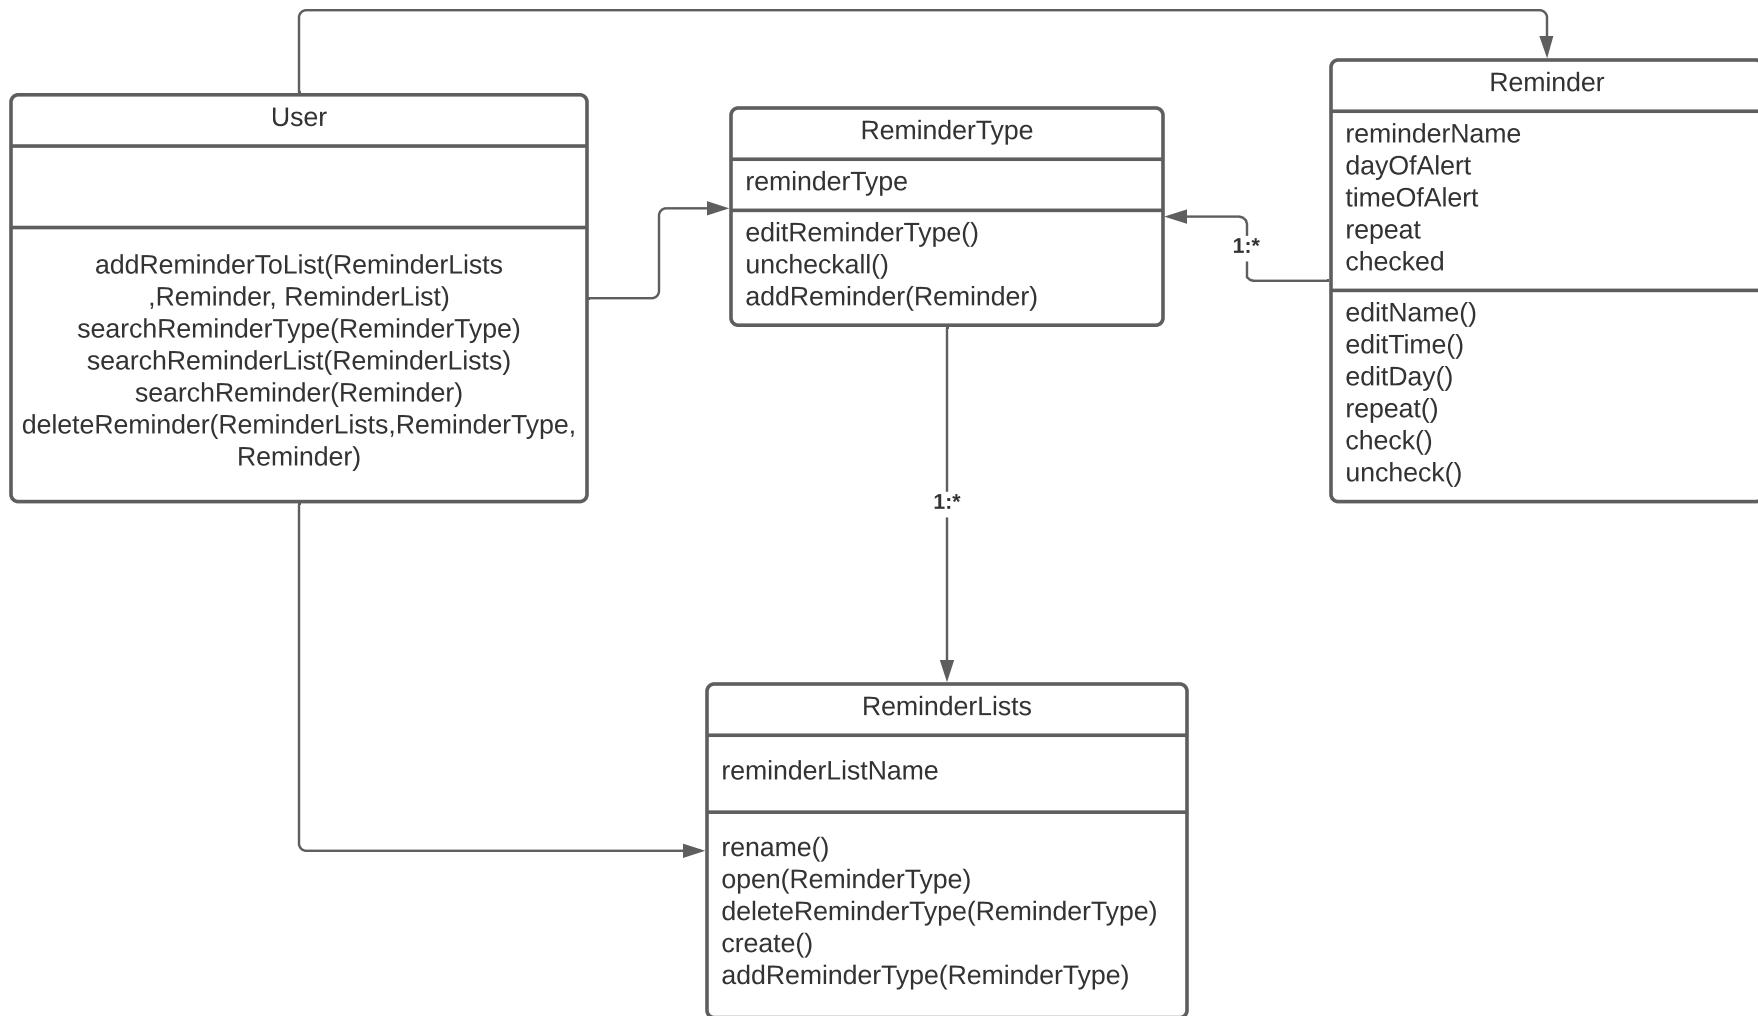 User
addReminderToList(ReminderLists
,Reminder, ReminderList)
searchReminderType(ReminderType)
searchReminderList(ReminderLists)
searchReminder(Reminder)
deleteReminder(ReminderLists,ReminderType,
Reminder)
ReminderType
reminderType
editReminderType()
uncheckall()
addReminder(Reminder)
1:*
Reminder
reminderName
dayOfAlert
timeOfAlert
repeat
checked
editName()
editTime()
editDay()
repeat()
check()
uncheck()
1:*
ReminderLists
reminderListName
rename()
open(ReminderType)
deleteReminderType(ReminderType)
create()
addReminderType(ReminderType)